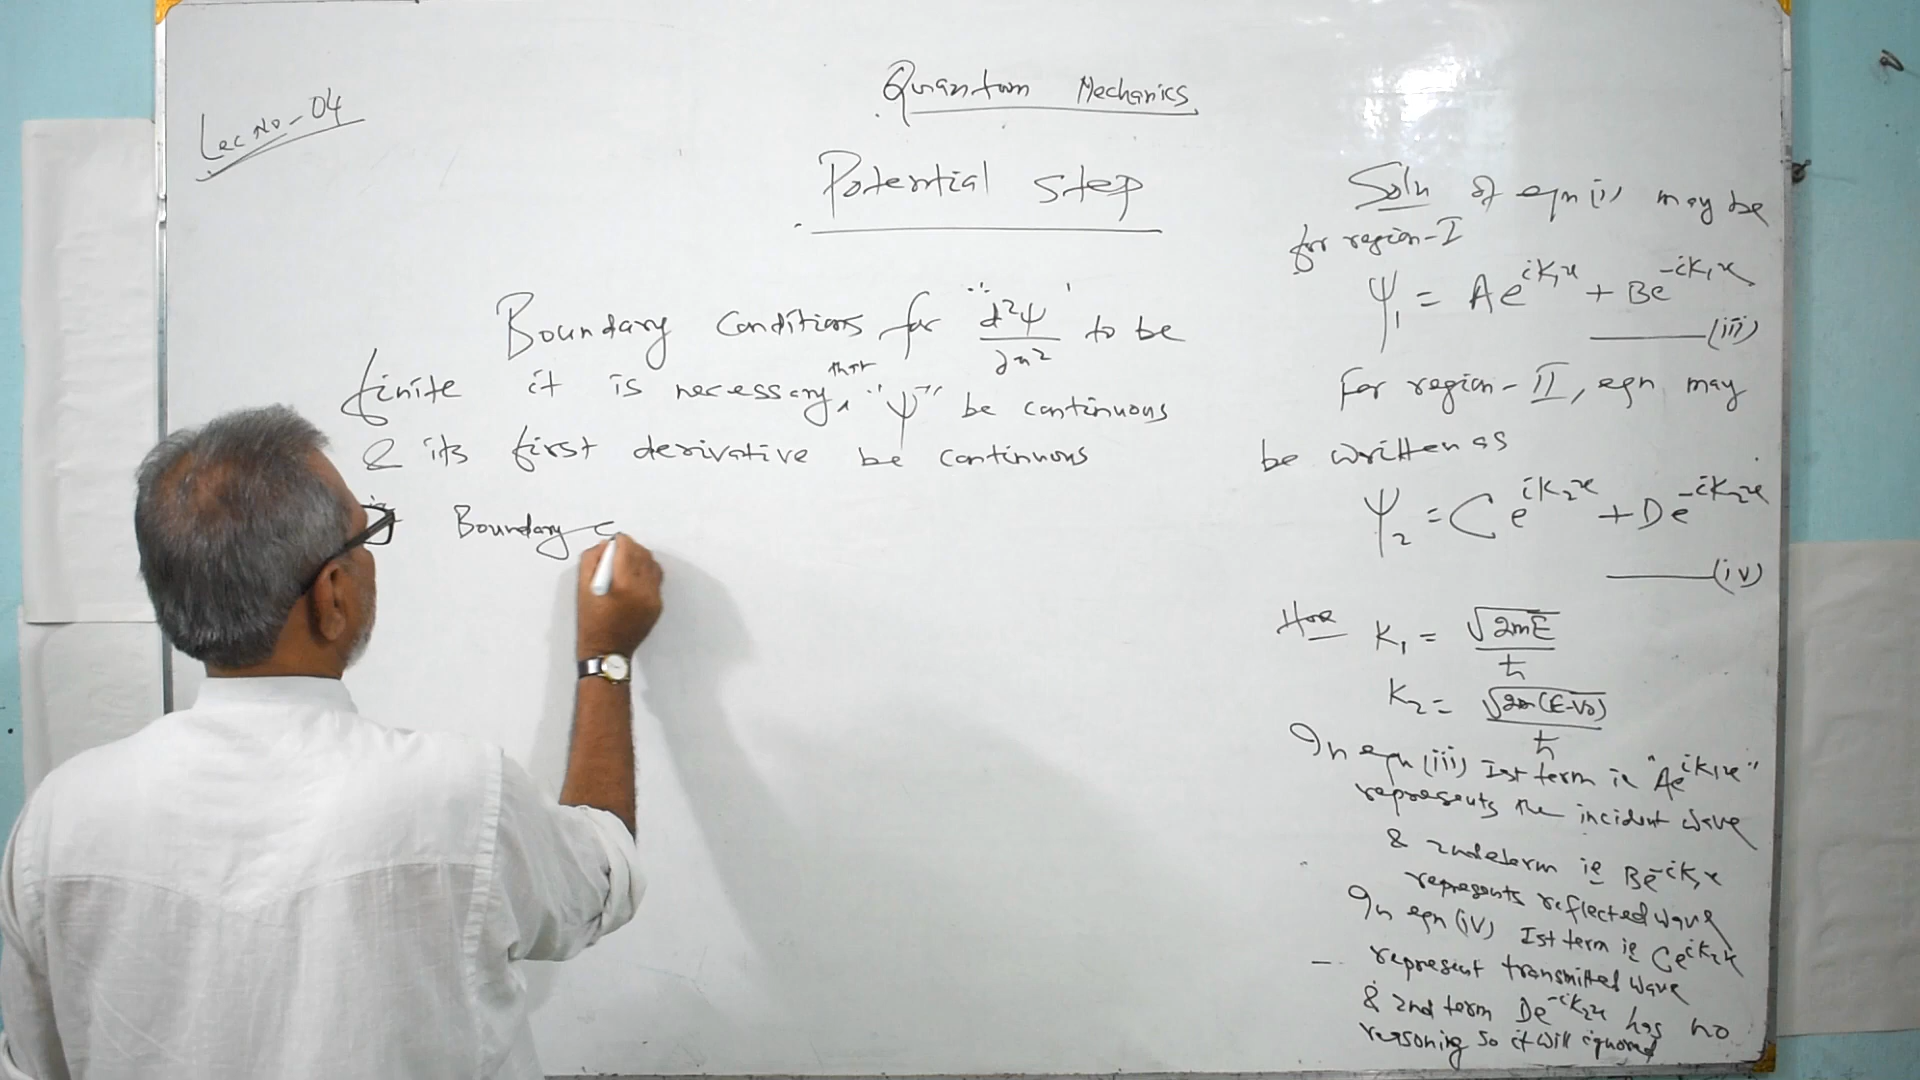 Lec No-04
Quantum Mechanics
Potential step
Boundary Conditions for "d²ψ/∂x²" to be
finite it is necessary that "ψ" be continuous
& its first derivative be continuous
Boundary c
Soln of eqn (i) may be
for region-I
ψ₁ = Ae^{ik₁x} + Be^{-ik₁x}
(iii)
For region-II, eqn may
be written as
ψ₂ = Ce^{ik₂x} + De^{-ik₂x}
(iv)
Here K₁ = √2mE/ħ
K₂ = √2m(E-V₀)/ħ
In eqn (iii) Ist term ie "Ae^{ik₁x}"
represents the incident wave
& 2nd term ie Be^{-ik₁x}
represents reflected wave
In eqn (iv) Ist term ie Ce^{ik₂x}
represent transmitted wave
& 2nd term De^{-ik₂x} has no
reasoning so it will ignored